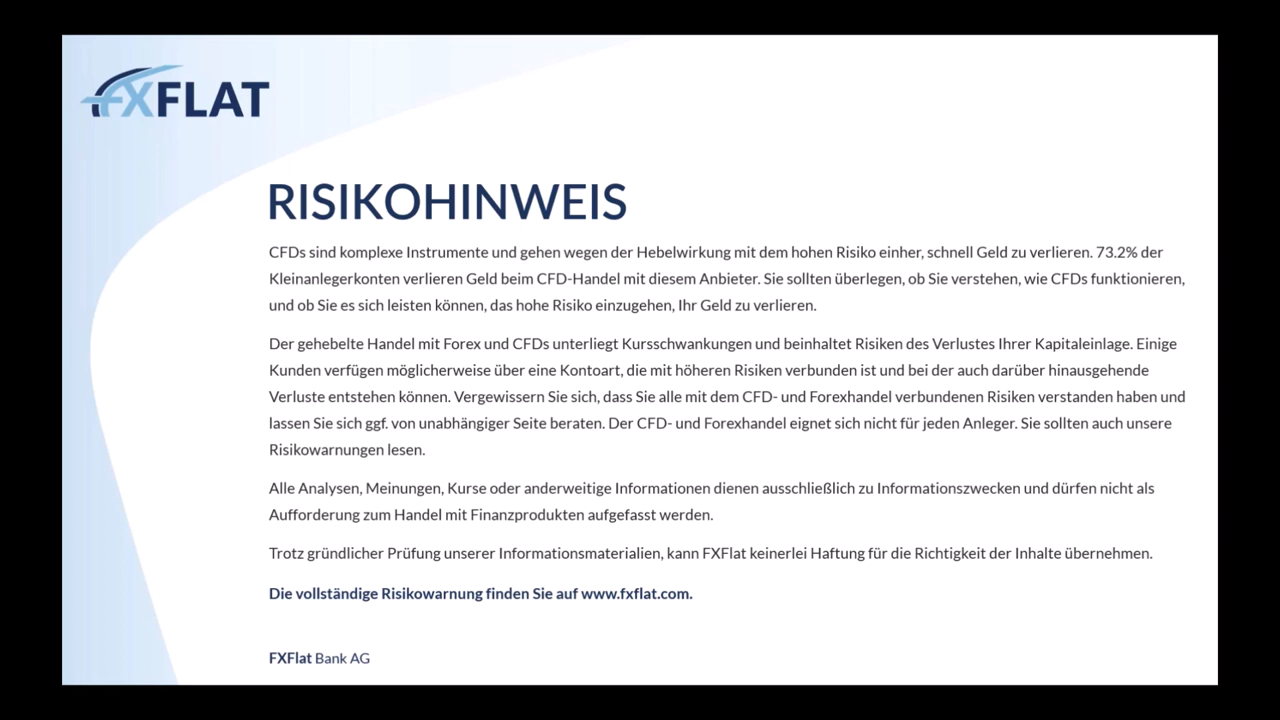 FXFLAT
RISIKOHINWEIS
CFDs sind komplexe Instrumente und gehen wegen der Hebelwirkung mit dem hohen Risiko einher, schnell Geld zu verlieren. 73.2% der
Kleinanlegerkonten verlieren Geld beim CFD-Handel mit diesem Anbieter. Sie sollten überlegen, ob Sie verstehen, wie CFDs funktionieren,
und ob Sie es sich leisten können, das hohe Risiko einzugehen, Ihr Geld zu verlieren.
Der gehebelte Handel mit Forex und CFDs unterliegt Kursschwankungen und beinhaltet Risiken des Verlustes Ihrer Kapitaleinlage. Einige
Kunden verfügen möglicherweise über eine Kontoart, die mit höheren Risiken verbunden ist und bei der auch darüber hinausgehende
Verluste entstehen können. Vergewissern Sie sich, dass Sie alle mit dem CFD- und Forexhandel verbundenen Risiken verstanden haben und
lassen Sie sich ggf. von unabhängiger Seite beraten. Der CFD- und Forexhandel eignet sich nicht für jeden Anleger. Sie sollten auch unsere
Risikowarnungen lesen.
Alle Analysen, Meinungen, Kurse oder anderweitige Informationen dienen ausschließlich zu Informationszwecken und dürfen nicht als
Aufforderung zum Handel mit Finanzprodukten aufgefasst werden.
Trotz gründlicher Prüfung unserer Informationsmaterialien, kann FXFlat keinerlei Haftung für die Richtigkeit der Inhalte übernehmen.
Die vollständige Risikowarnung finden Sie auf www.fxflat.com.
FXFlat Bank AG